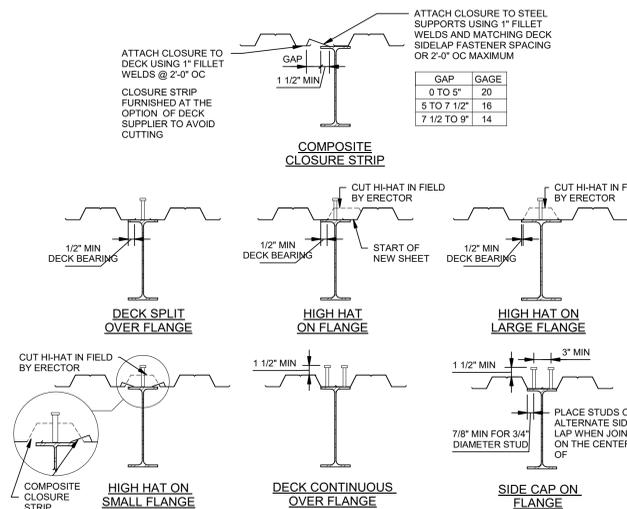 ATTACH CLOSURE TO
DECK USING 1" FILLET
WELDS @ 2'-0" OC
CLOSURE STRIP
FURNISHED AT THE
OPTION OF DECK
SUPPLIER TO AVOID
CUTTING
GAP
1 1/2" MIN
ATTACH CLOSURE TO STEEL
SUPPORTS USING 1" FILLET
WELDS AND MATCHING DECK
SIDELAP FASTENER SPACING
OR 2'-0" OC MAXIMUM
GAP GAGE
0 TO 5" 20
5 TO 7 1/2" 16
7 1/2 TO 9" 14
COMPOSITE
CLOSURE STRIP
1/2" MIN
DECK BEARING
DECK SPLIT
OVER FLANGE
CUT HI-HAT IN FIELD
BY ERECTOR
1/2" MIN
DECK BEARING
START OF
NEW SHEET
HIGH HAT
ON FLANGE
CUT HI-HAT IN F
BY ERECTOR
1/2" MIN
DECK BEARING
HIGH HAT ON
LARGE FLANGE
CUT HI-HAT IN FIELD
BY ERECTOR
COMPOSITE
CLOSURE
STRIP
HIGH HAT ON
SMALL FLANGE
1 1/2" MIN
DECK CONTINUOUS
OVER FLANGE
3" MIN
1 1/2" MIN
7/8" MIN FOR 3/4"
DIAMETER STUD
PLACE STUDS O
ALTERNATE SID
LAP WHEN JOIN
ON THE CENTER
OF
SIDE CAP ON
FLANGE